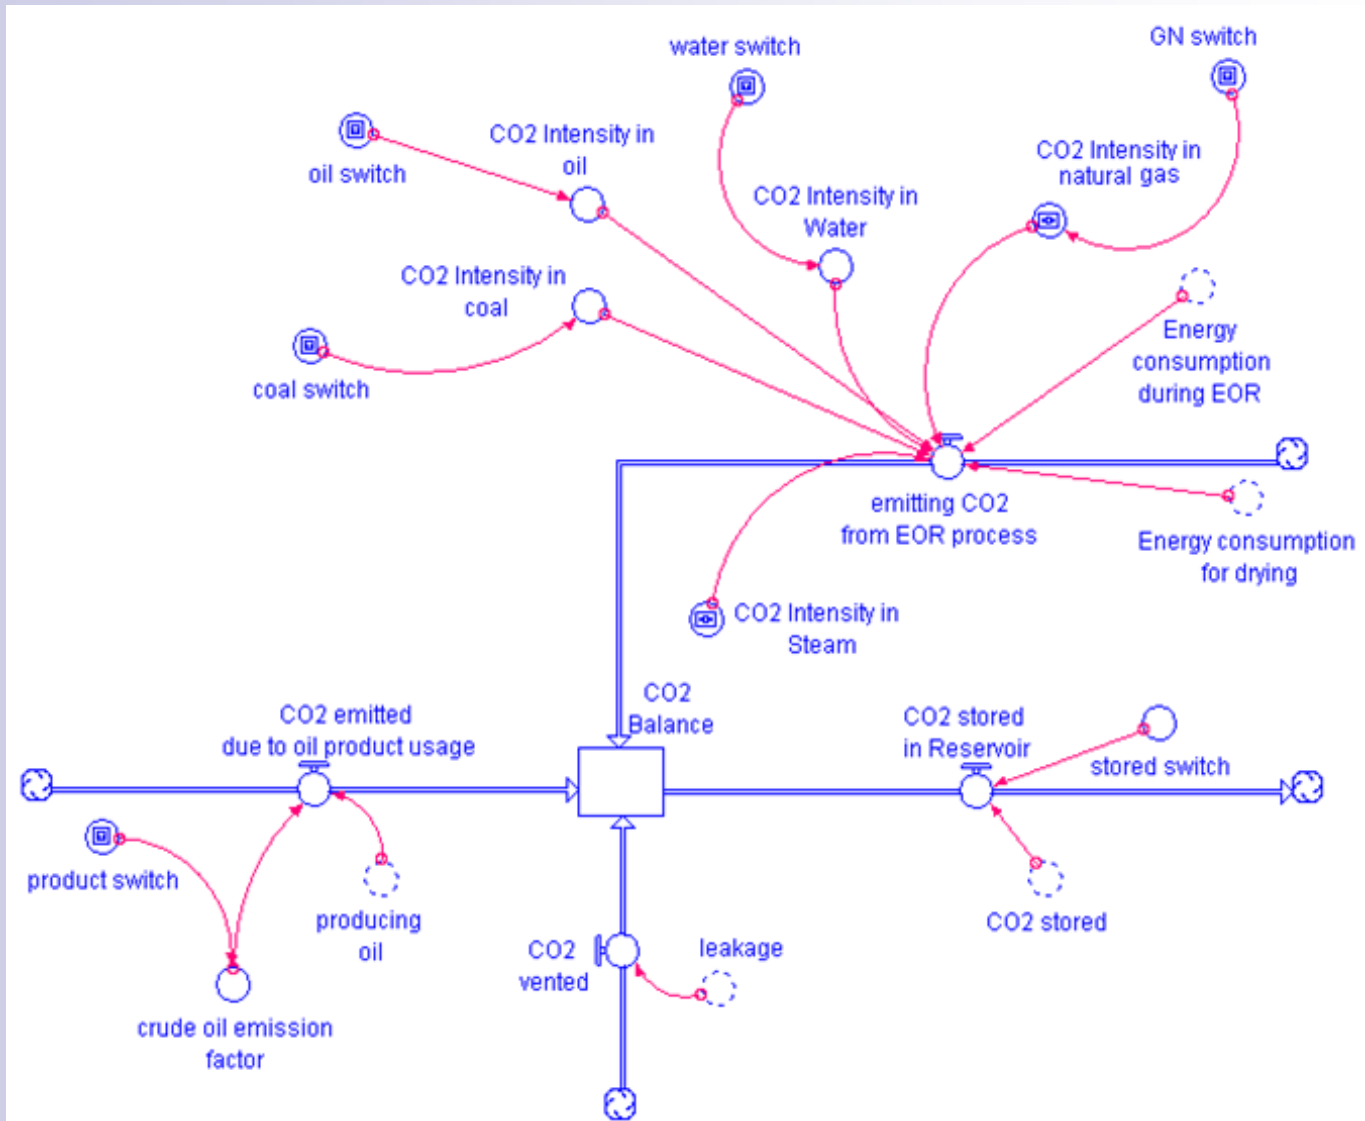 water switch
GN switch
oil switch
CO2 Intensity in
oil
CO2 Intensity in
natural gas
CO2 Intensity in
Water
CO2 Intensity in
coal
coal switch
Energy
consumption
during EOR
emitting CO2
from EOR process
Energy consumption
for drying
CO2 Intensity in
Steam
CO2
Balance
CO2 emitted
due to oil product usage
CO2 stored
in Reservoir
stored switch
product switch
producing
oil
CO2 stored
CO2
vented
leakage
crude oil emission
factor